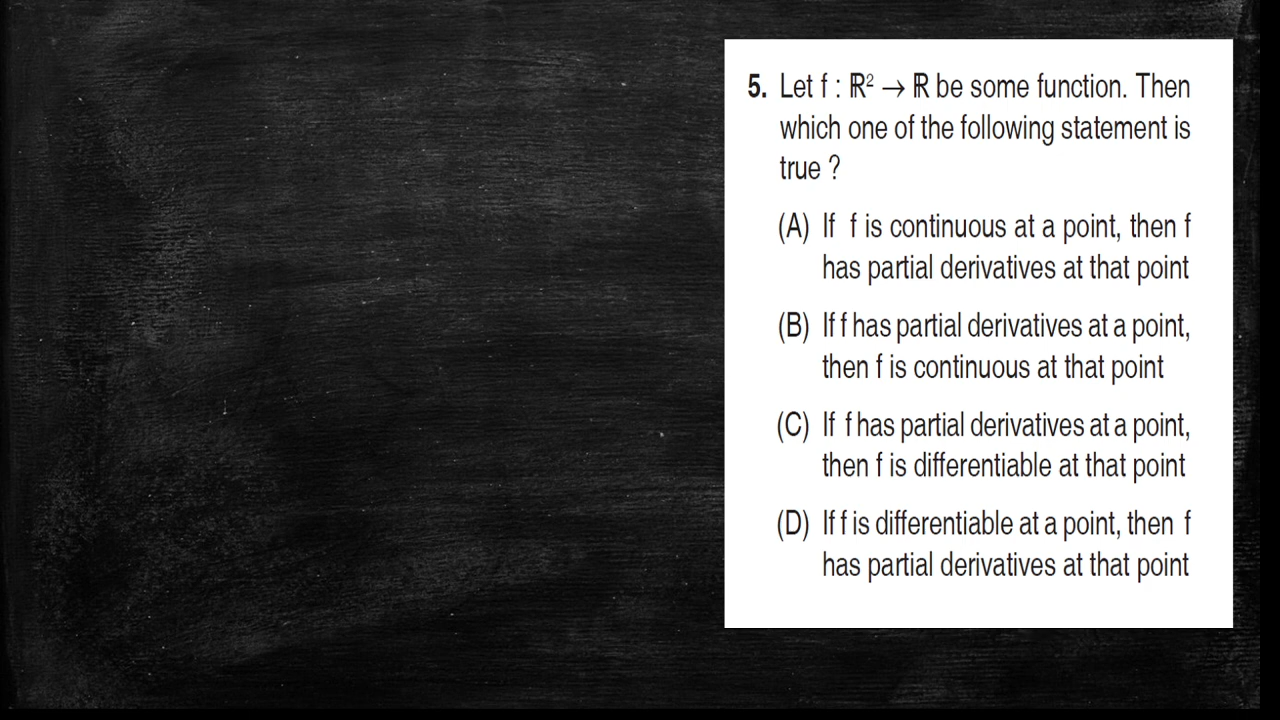 5. Let f : ℝ² → ℝ be some function. Then
which one of the following statement is
true ?
(A) If f is continuous at a point, then f
has partial derivatives at that point
(B) If f has partial derivatives at a point,
then f is continuous at that point
(C) If f has partial derivatives at a point,
then f is differentiable at that point
(D) If f is differentiable at a point, then f
has partial derivatives at that point